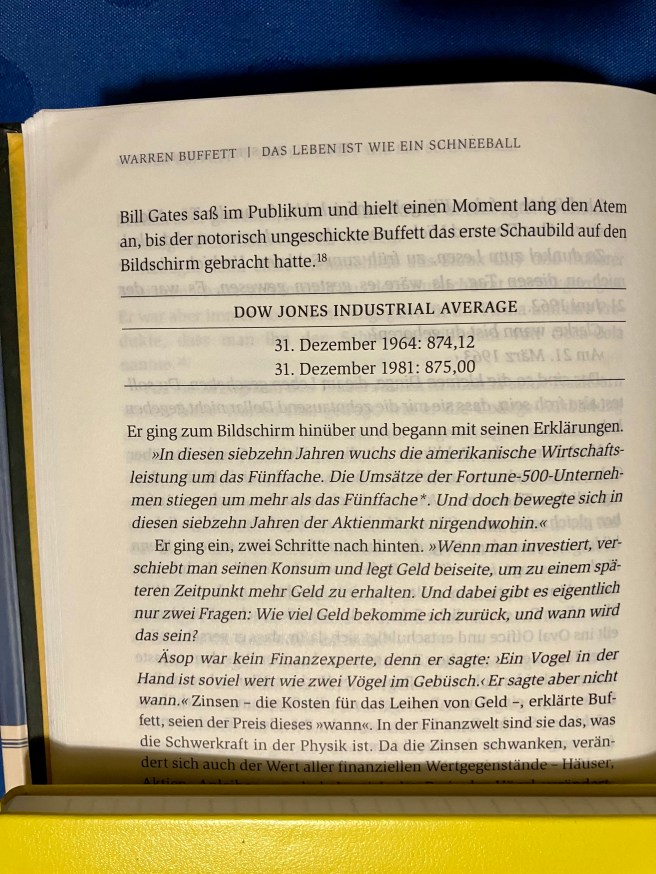 WARREN BUFFETT | DAS LEBEN IST WIE EIN SCHNEEBALL
Bill Gates saß im Publikum und hielt einen Moment lang den Atem
an, bis der notorisch ungeschickte Buffett das erste Schaubild auf den
Bildschirm gebracht hatte.¹⁸
DOW JONES INDUSTRIAL AVERAGE
31. Dezember 1964: 874,12
31. Dezember 1981: 875,00
Er ging zum Bildschirm hinüber und begann mit seinen Erklärungen.
»In diesen siebzehn Jahren wuchs die amerikanische Wirtschafts-
leistung um das Fünffache. Die Umsätze der Fortune-500-Unterneh-
men stiegen um mehr als das Fünffache*. Und doch bewegte sich in
diesen siebzehn Jahren der Aktienmarkt nirgendwohin.«
Er ging ein, zwei Schritte nach hinten. »Wenn man investiert, ver-
schiebt man seinen Konsum und legt Geld beiseite, um zu einem spä-
teren Zeitpunkt mehr Geld zu erhalten. Und dabei gibt es eigentlich
nur zwei Fragen: Wie viel Geld bekomme ich zurück, und wann wird
das sein?
Äsop war kein Finanzexperte, denn er sagte: ›Ein Vogel in der
Hand ist soviel wert wie zwei Vögel im Gebüsch.‹ Er sagte aber nicht
wann.« Zinsen – die Kosten für das Leihen von Geld –, erklärte Buf-
fett, seien der Preis dieses »wann«. In der Finanzwelt sind sie das, was
die Schwerkraft in der Physik ist. Da die Zinsen schwanken, verän-
dert sich auch der Wert aller finanziellen Wertgegenstände – Häuser,